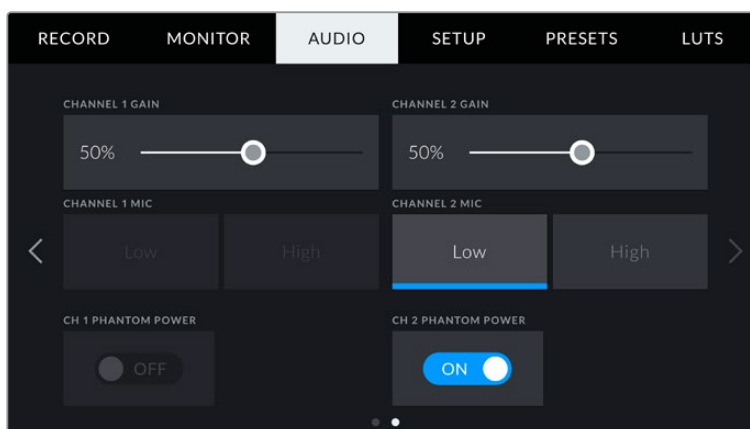 RECORD MONITOR AUDIO SETUP PRESETS LUTS
CHANNEL 1 GAIN CHANNEL 2 GAIN
50% 50%
CHANNEL 1 MIC CHANNEL 2 MIC
Low High Low High
CH 1 PHANTOM POWER CH 2 PHANTOM POWER
OFF ON